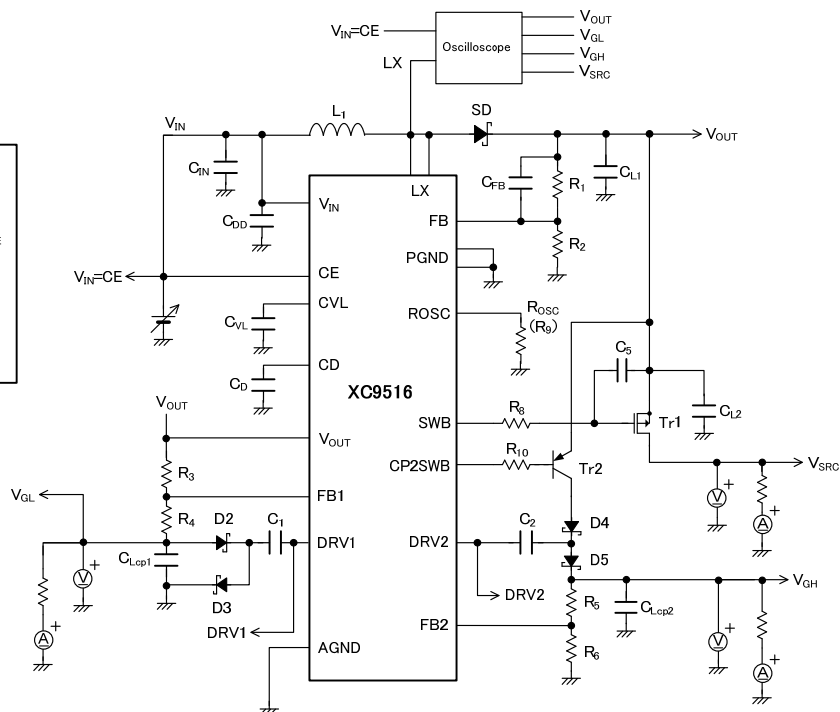 VOUT
VIN=CE
Oscilloscope
VGL
VGH
LX
VSRC
L1
SD
VIN
VOUT
CIN
CFB
R1
CL1
LX
VIN
CDD
FB
R2
PGND
VIN=CE
CE
CVL
ROSC
ROSC
(R9)
CVL
CD
C5
CD
XC9516
VOUT
R8
CL2
SWB
Tr1
VOUT
R10
CP2SWB
Tr2
VSRC
R3
VGL
FB1
V
+
R4
D2
C1
C2
D4
A
+
CLcp1
DRV1
DRV2
D5
V
+
VGH
D3
DRV2
R5
CLcp2
DRV1
FB2
V
+
A
+
AGND
R6
A
+